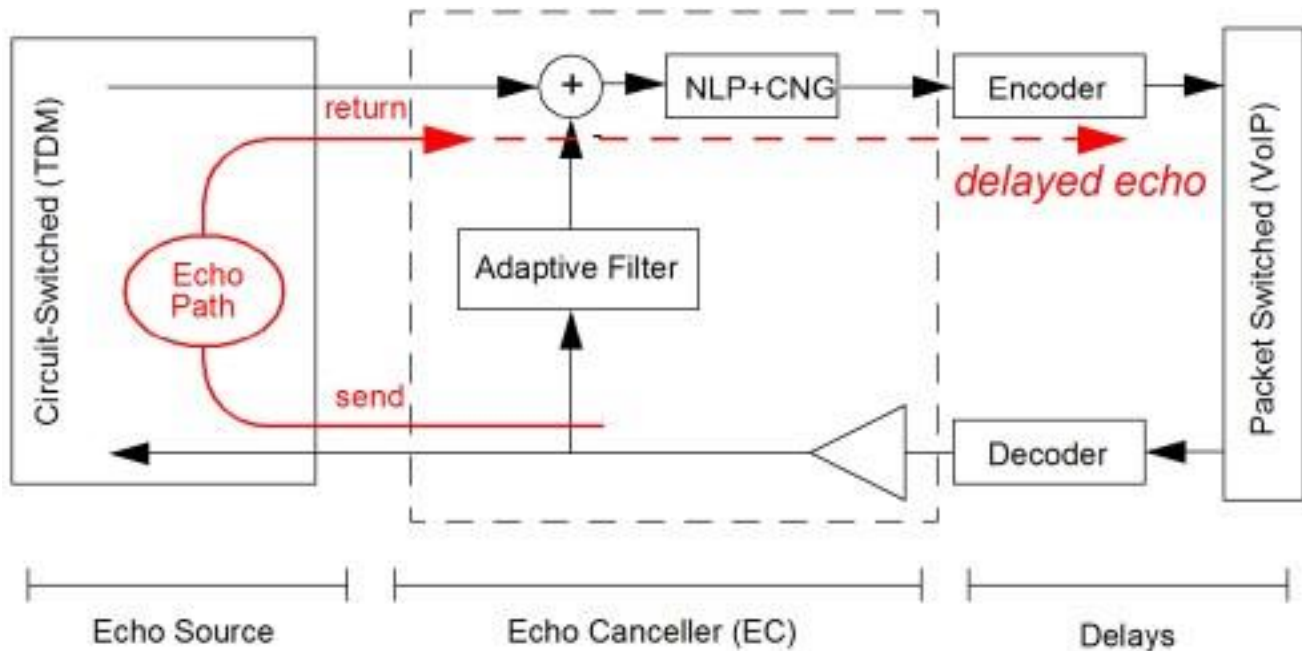 Circuit-Switched (TDM)
return
+
NLP+CNG
Encoder
delayed echo
Echo
Path
Adaptive Filter
send
Decoder
Packet Switched (VoIP)
Echo Source
Echo Canceller (EC)
Delays